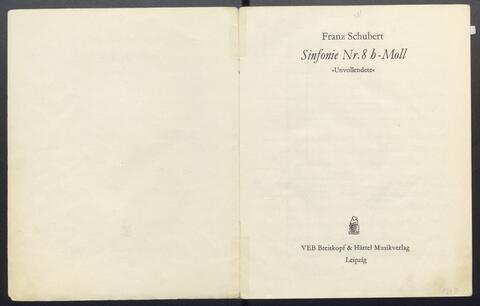 Franz Schubert
Sinfonie Nr. 8 h-Moll
»Unvollendete«
VEB Breitkopf & Härtel Musikverlag
Leipzig